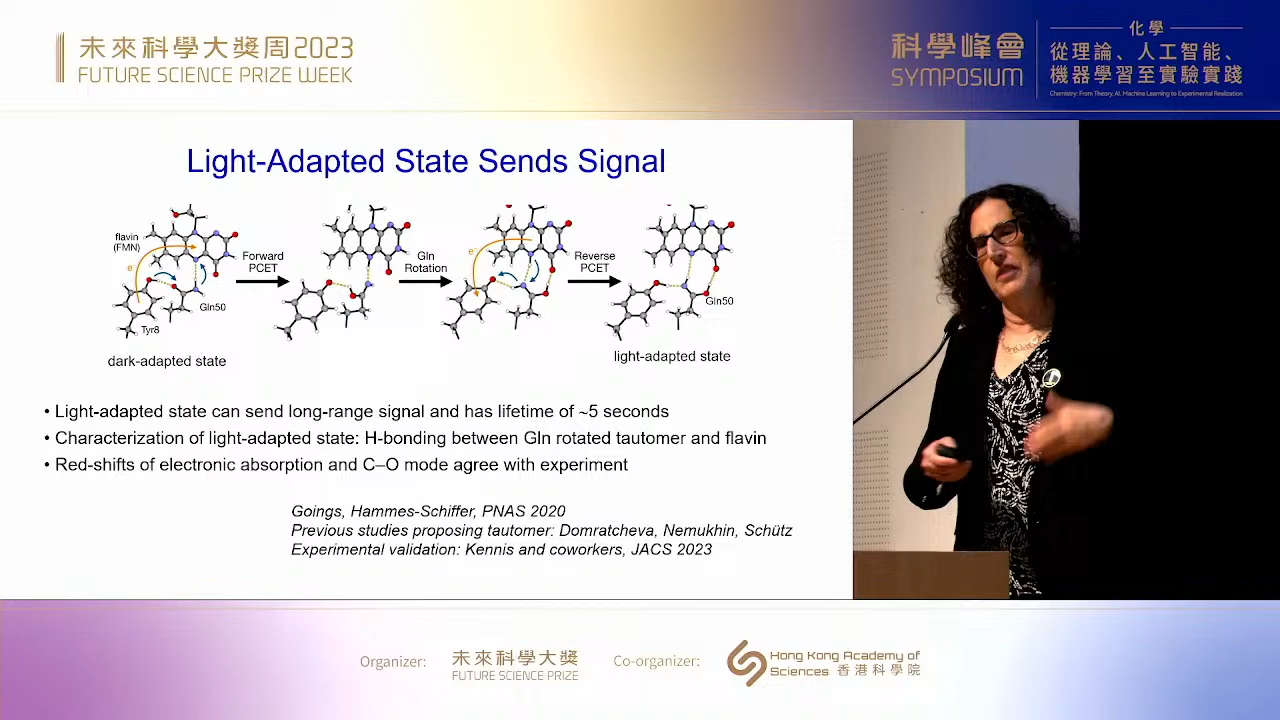 未來科學大獎周2023
FUTURE SCIENCE PRIZE WEEK
科學峰會
SYMPOSIUM
化學
從理論、人工智能、
機器學習至實驗實踐
Chemistry: From Theory, AI, Machine Learning to Experimental Realization
Light-Adapted State Sends Signal
flavin
(FMN)
e-
Gln50
Tyr8
dark-adapted state
Forward
PCET
Gln
Rotation
e-
Reverse
PCET
Gln50
light-adapted state
• Light-adapted state can send long-range signal and has lifetime of ~5 seconds
• Characterization of light-adapted state: H-bonding between Gln rotated tautomer and flavin
• Red-shifts of electronic absorption and C–O mode agree with experiment
Goings, Hammes-Schiffer, PNAS 2020
Previous studies proposing tautomer: Domratcheva, Nemukhin, Schütz
Experimental validation: Kennis and coworkers, JACS 2023
Organizer:
未來科學大獎
FUTURE SCIENCE PRIZE
Co-organizer:
Hong Kong Academy of
Sciences 香港科學院